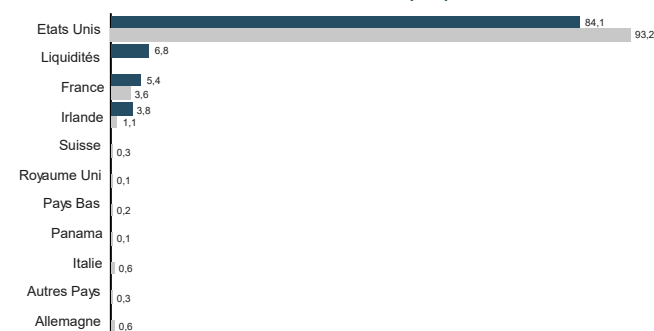 Etats Unis 84,1
93,2
Liquidités 6,8
France 5,4
3,6
Irlande 3,8
1,1
Suisse 0,3
Royaume Uni 0,1
Pays Bas 0,2
Panama 0,1
Italie 0,6
Autres Pays 0,3
Allemagne 0,6